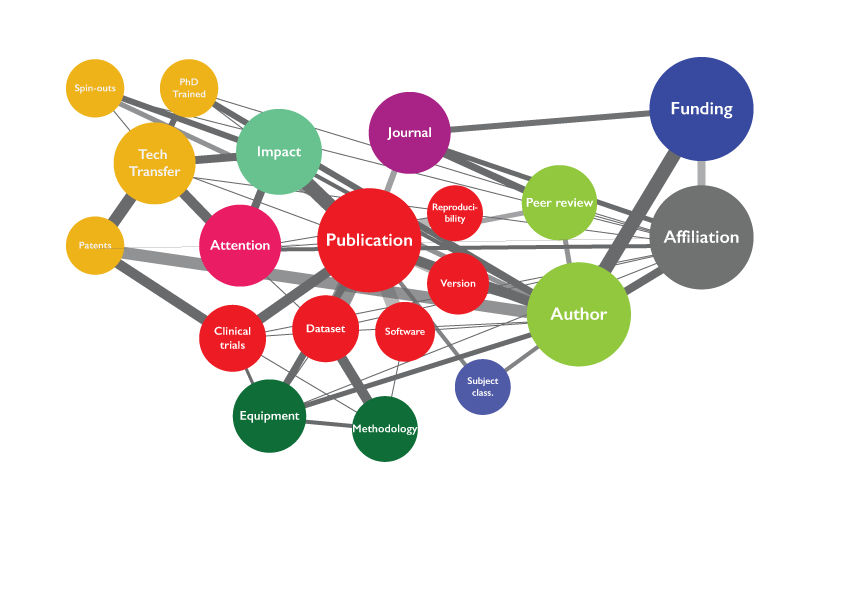 Spin-outs
PhD
Trained
Funding
Journal
Impact
Tech
Transfer
Peer review
Reproduci-
bility
Affiliation
Publication
Attention
Patents
Version
Author
Dataset
Software
Clinical
trials
Subject
class.
Equipment
Methodology